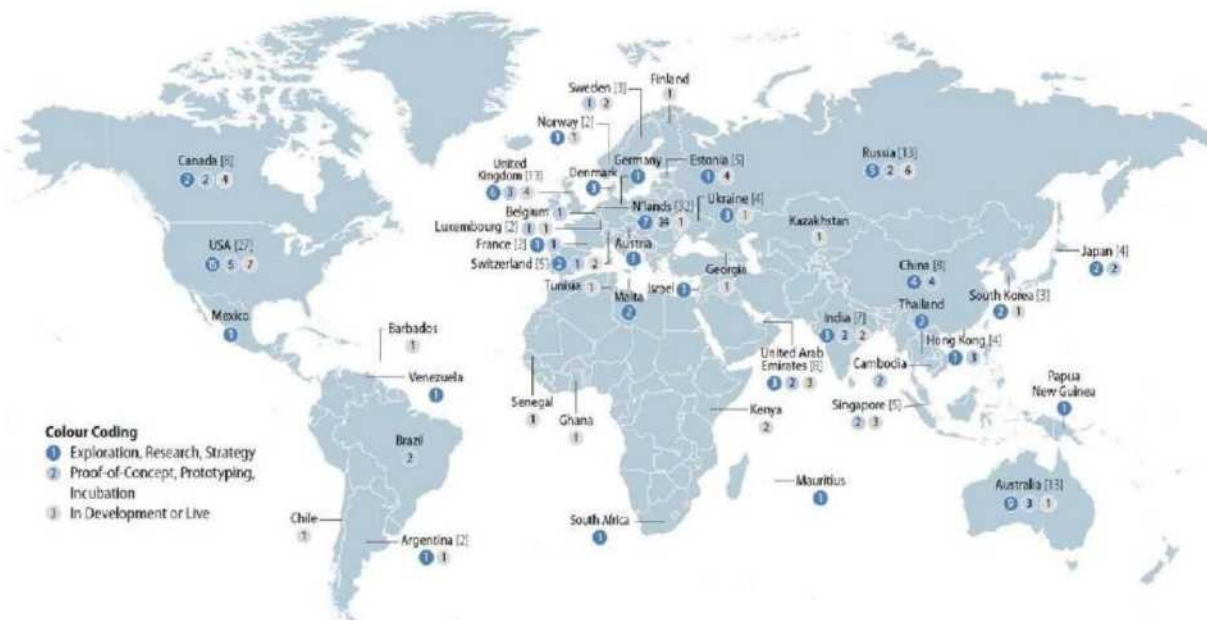 Sweden [3]
1 2
Finland
1
Norway [2]
1 1
Canada [8]
2 2 4
United
Kingdom [13]
6 3 4
Denmark
3
Germany
1
Estonia [5]
1 4
Russia [13]
5 2 6
Belgium 1
N'lands [32]
7 24 1
Ukraine [4]
3 1
Kazakhstan
1
Luxembourg [2] 1 1
USA [27]
15 5 7
France [2] 1 1
Austria
1
Switzerland [5] 2 1 2
Georgia
1
China [8]
4 4
Japan [4]
2 2
Tunisia 1
Malta
2
Israel 1
South Korea [3]
2 1
Mexico
1
Barbados
1
India [7]
3 2 2
Thailand
2
Hong Kong [4]
1 3
United Arab
Emirates [8]
3 2 3
Cambodia
2
Venezuela
1
Papua
New Guinea
1
Senegal
1
Ghana
1
Kenya
2
Singapore [5]
2 3
Colour Coding
1 Exploration, Research, Strategy
2 Proof-of-Concept, Prototyping,
Incubation
3 In Development or Live
Brazil
2
Mauritius
1
Australia [13]
9 3 1
Chile
1
Argentina [2]
1 1
South Africa
1